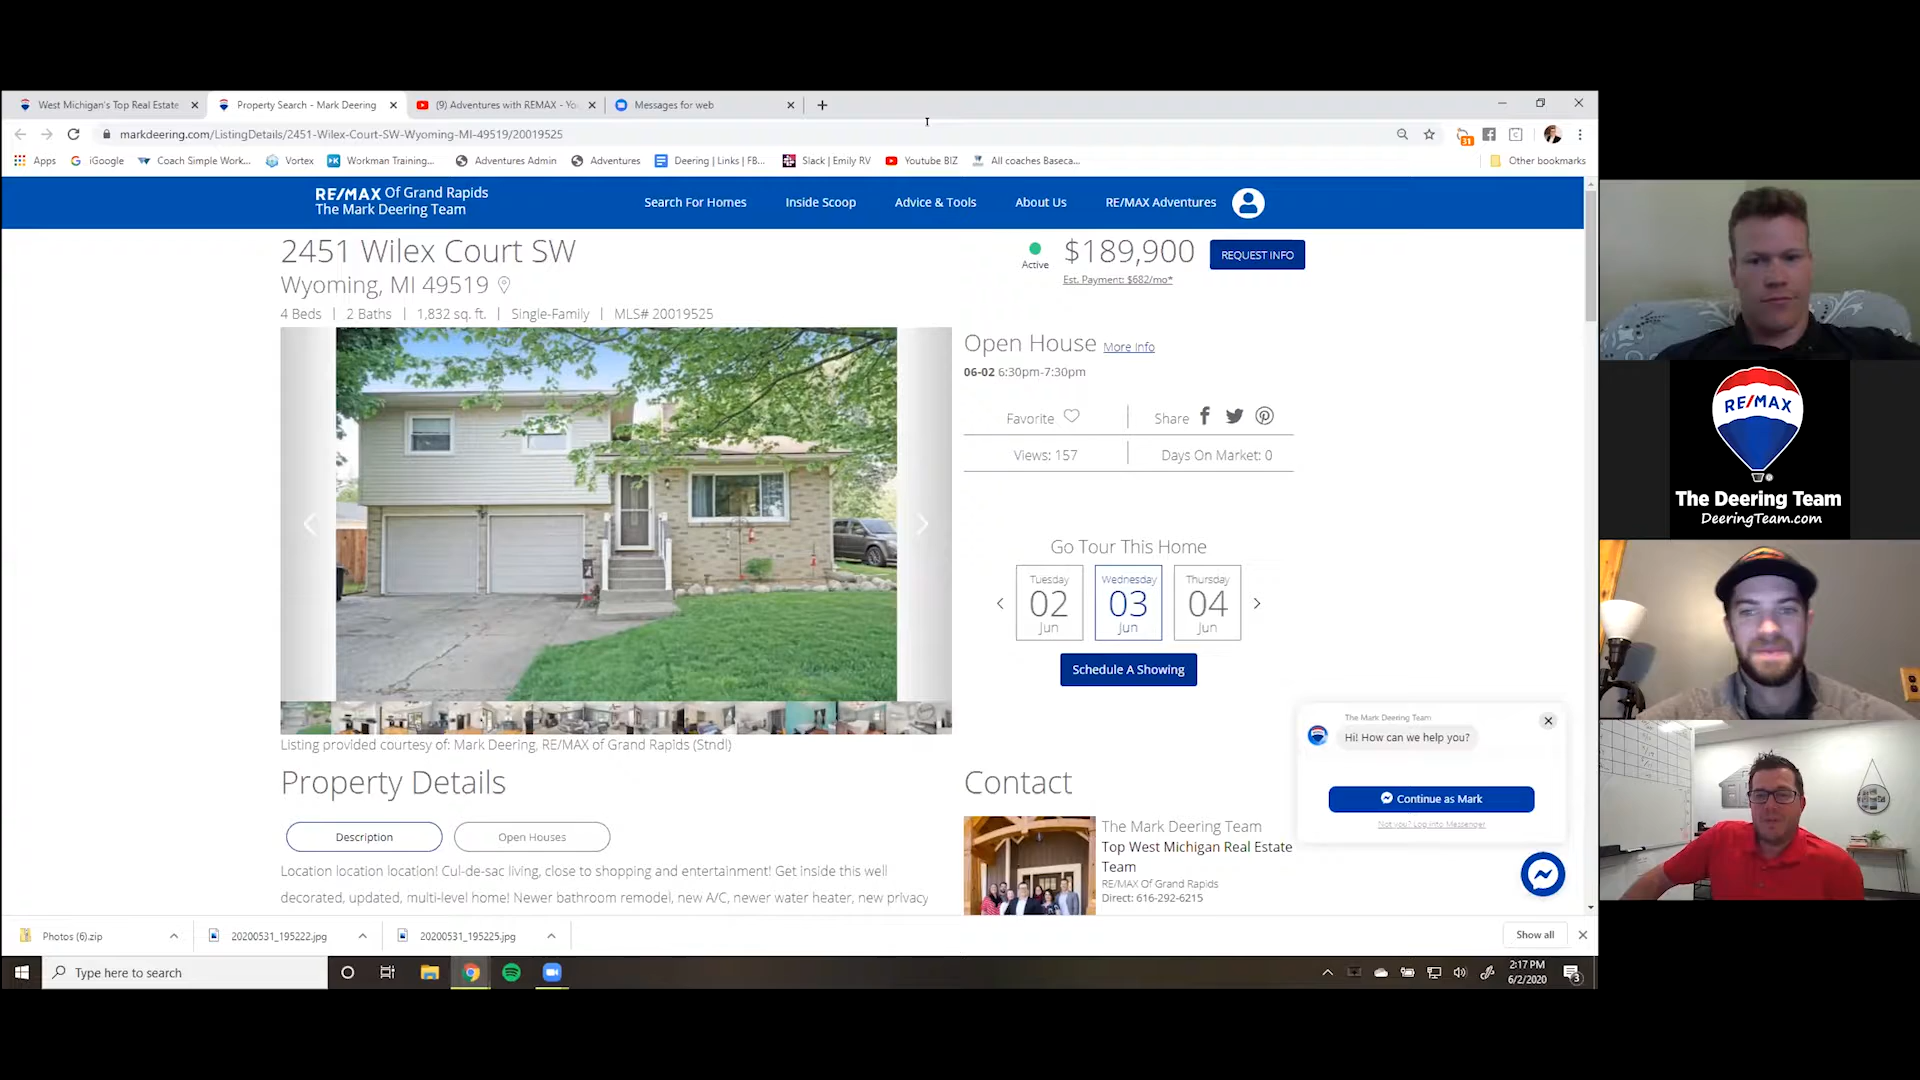 West Michigan's Top Real Estate
Property Search - Mark Deering
(9) Adventures with REMAX - Yo
Messages for web
markdeering.com/ListingDetails/2451-Wilex-Court-SW-Wyoming-MI-49519/20019525
Apps
iGoogle
Coach Simple Work...
Vortex
Workman Training...
Adventures Admin
Adventures
Deering | Links | FB...
Slack | Emily RV
Youtube BIZ
All coaches Baseca...
31
Other bookmarks
RE/MAX Of Grand Rapids
The Mark Deering Team
Search For Homes
Inside Scoop
Advice & Tools
About Us
RE/MAX Adventures
2451 Wilex Court SW
Wyoming, MI 49519
4 Beds | 2 Baths | 1,832 sq. ft. | Single-Family | MLS# 20019525
Active
$189,900
Est. Payment: $682/mo*
REQUEST INFO
Open House More Info
06-02 6:30pm-7:30pm
Favorite
Share
Views: 157
Days On Market: 0
Go Tour This Home
Tuesday
02
Jun
Wednesday
03
Jun
Thursday
04
Jun
Schedule A Showing
Listing provided courtesy of: Mark Deering, RE/MAX of Grand Rapids (Stndl)
Property Details
Description
Open Houses
Location location location! Cul-de-sac living, close to shopping and entertainment! Get inside this well
decorated, updated, multi-level home! Newer bathroom remodel, new A/C, newer water heater, new privacy
Contact
The Mark Deering Team
Top West Michigan Real Estate
Team
RE/MAX Of Grand Rapids
Direct: 616-292-6215
The Mark Deering Team
Hi! How can we help you?
Continue as Mark
Not you? Log into Messenger
Photos (6).zip
20200531_195222.jpg
20200531_195225.jpg
Show all
Type here to search
2:17 PM
6/2/2020
3
RE/MAX
The Deering Team
DeeringTeam.com